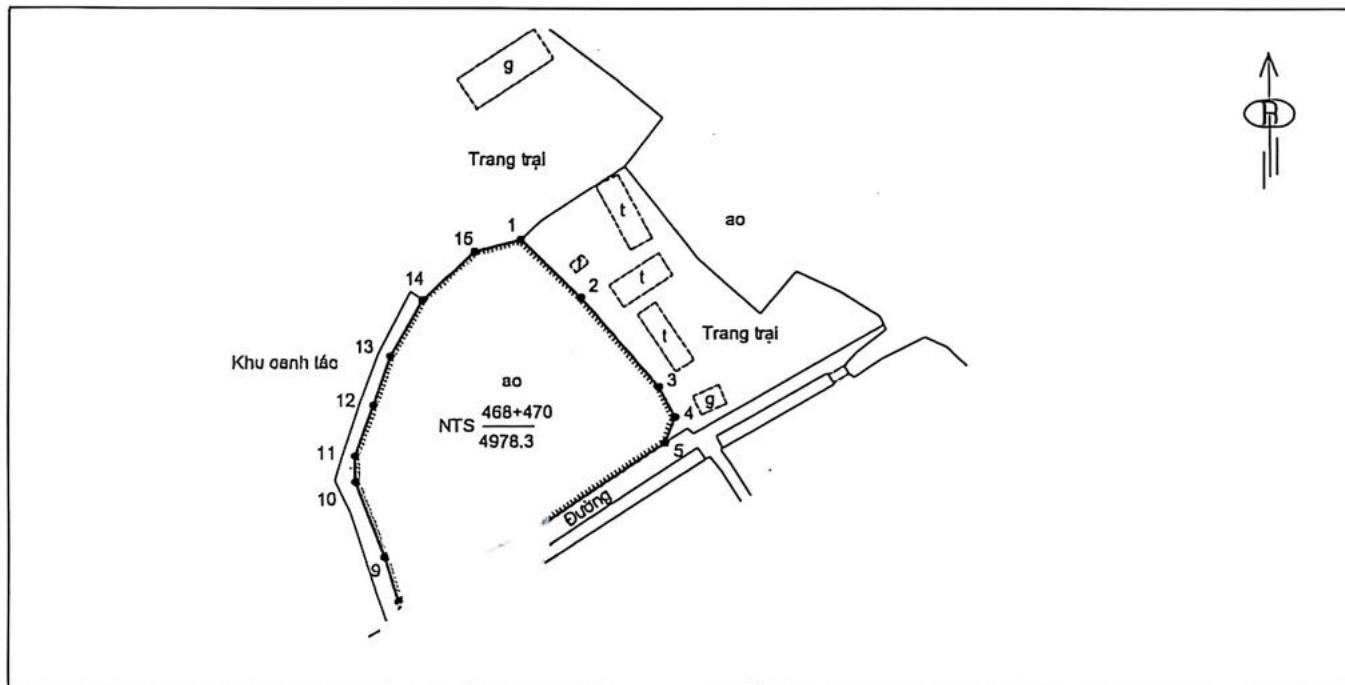 g
B
Trang trại
t
ao
1
15
s
2
14
t
t
Trang trại
13
Khu canh tác
ao
3
12
g
NTS 468+470
4978.3
4
5
11
10
Đường
9